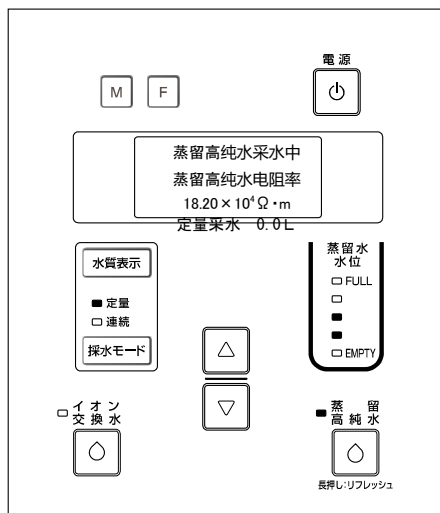 電源
M F
蒸留高纯水采水中
蒸留高纯水电阻率
18.20×10⁴Ω・m
定量采水 0.0L
水質表示
定量
連続
採水モード
蒸留水
水位
FULL
EMPTY
イオン
交換水
蒸留
高純水
長押し:リフレッシュ